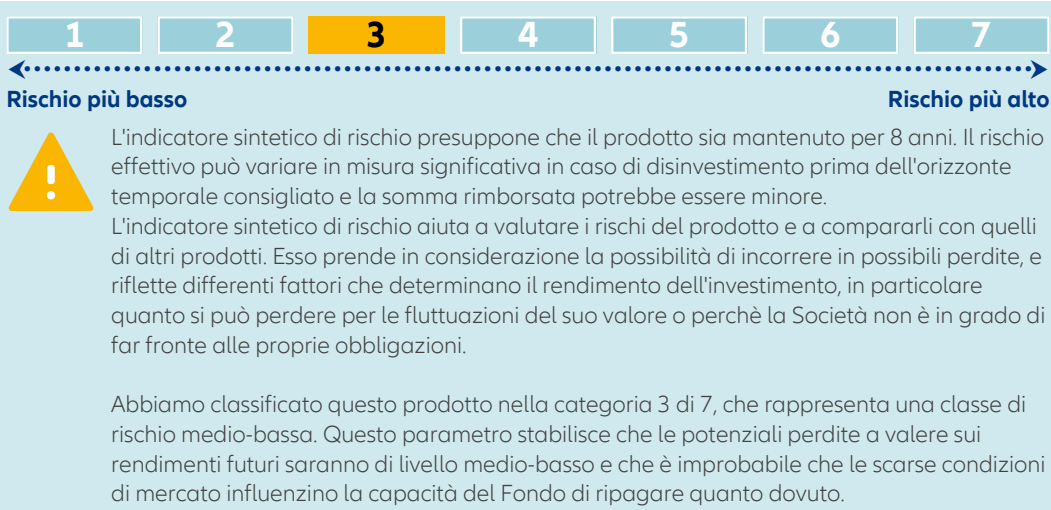 1 2 3 4 5 6 7
Rischio più basso Rischio più alto
L'indicatore sintetico di rischio presuppone che il prodotto sia mantenuto per 8 anni. Il rischio
effettivo può variare in misura significativa in caso di disinvestimento prima dell'orizzonte
temporale consigliato e la somma rimborsata potrebbe essere minore.
L'indicatore sintetico di rischio aiuta a valutare i rischi del prodotto e a compararli con quelli
di altri prodotti. Esso prende in considerazione la possibilità di incorrere in possibili perdite, e
riflette differenti fattori che determinano il rendimento dell'investimento, in particolare
quanto si può perdere per le fluttuazioni del suo valore o perchè la Società non è in grado di
far fronte alle proprie obbligazioni.
Abbiamo classificato questo prodotto nella categoria 3 di 7, che rappresenta una classe di
rischio medio-bassa. Questo parametro stabilisce che le potenziali perdite a valere sui
rendimenti futuri saranno di livello medio-basso e che è improbabile che le scarse condizioni
di mercato influenzino la capacità del Fondo di ripagare quanto dovuto.